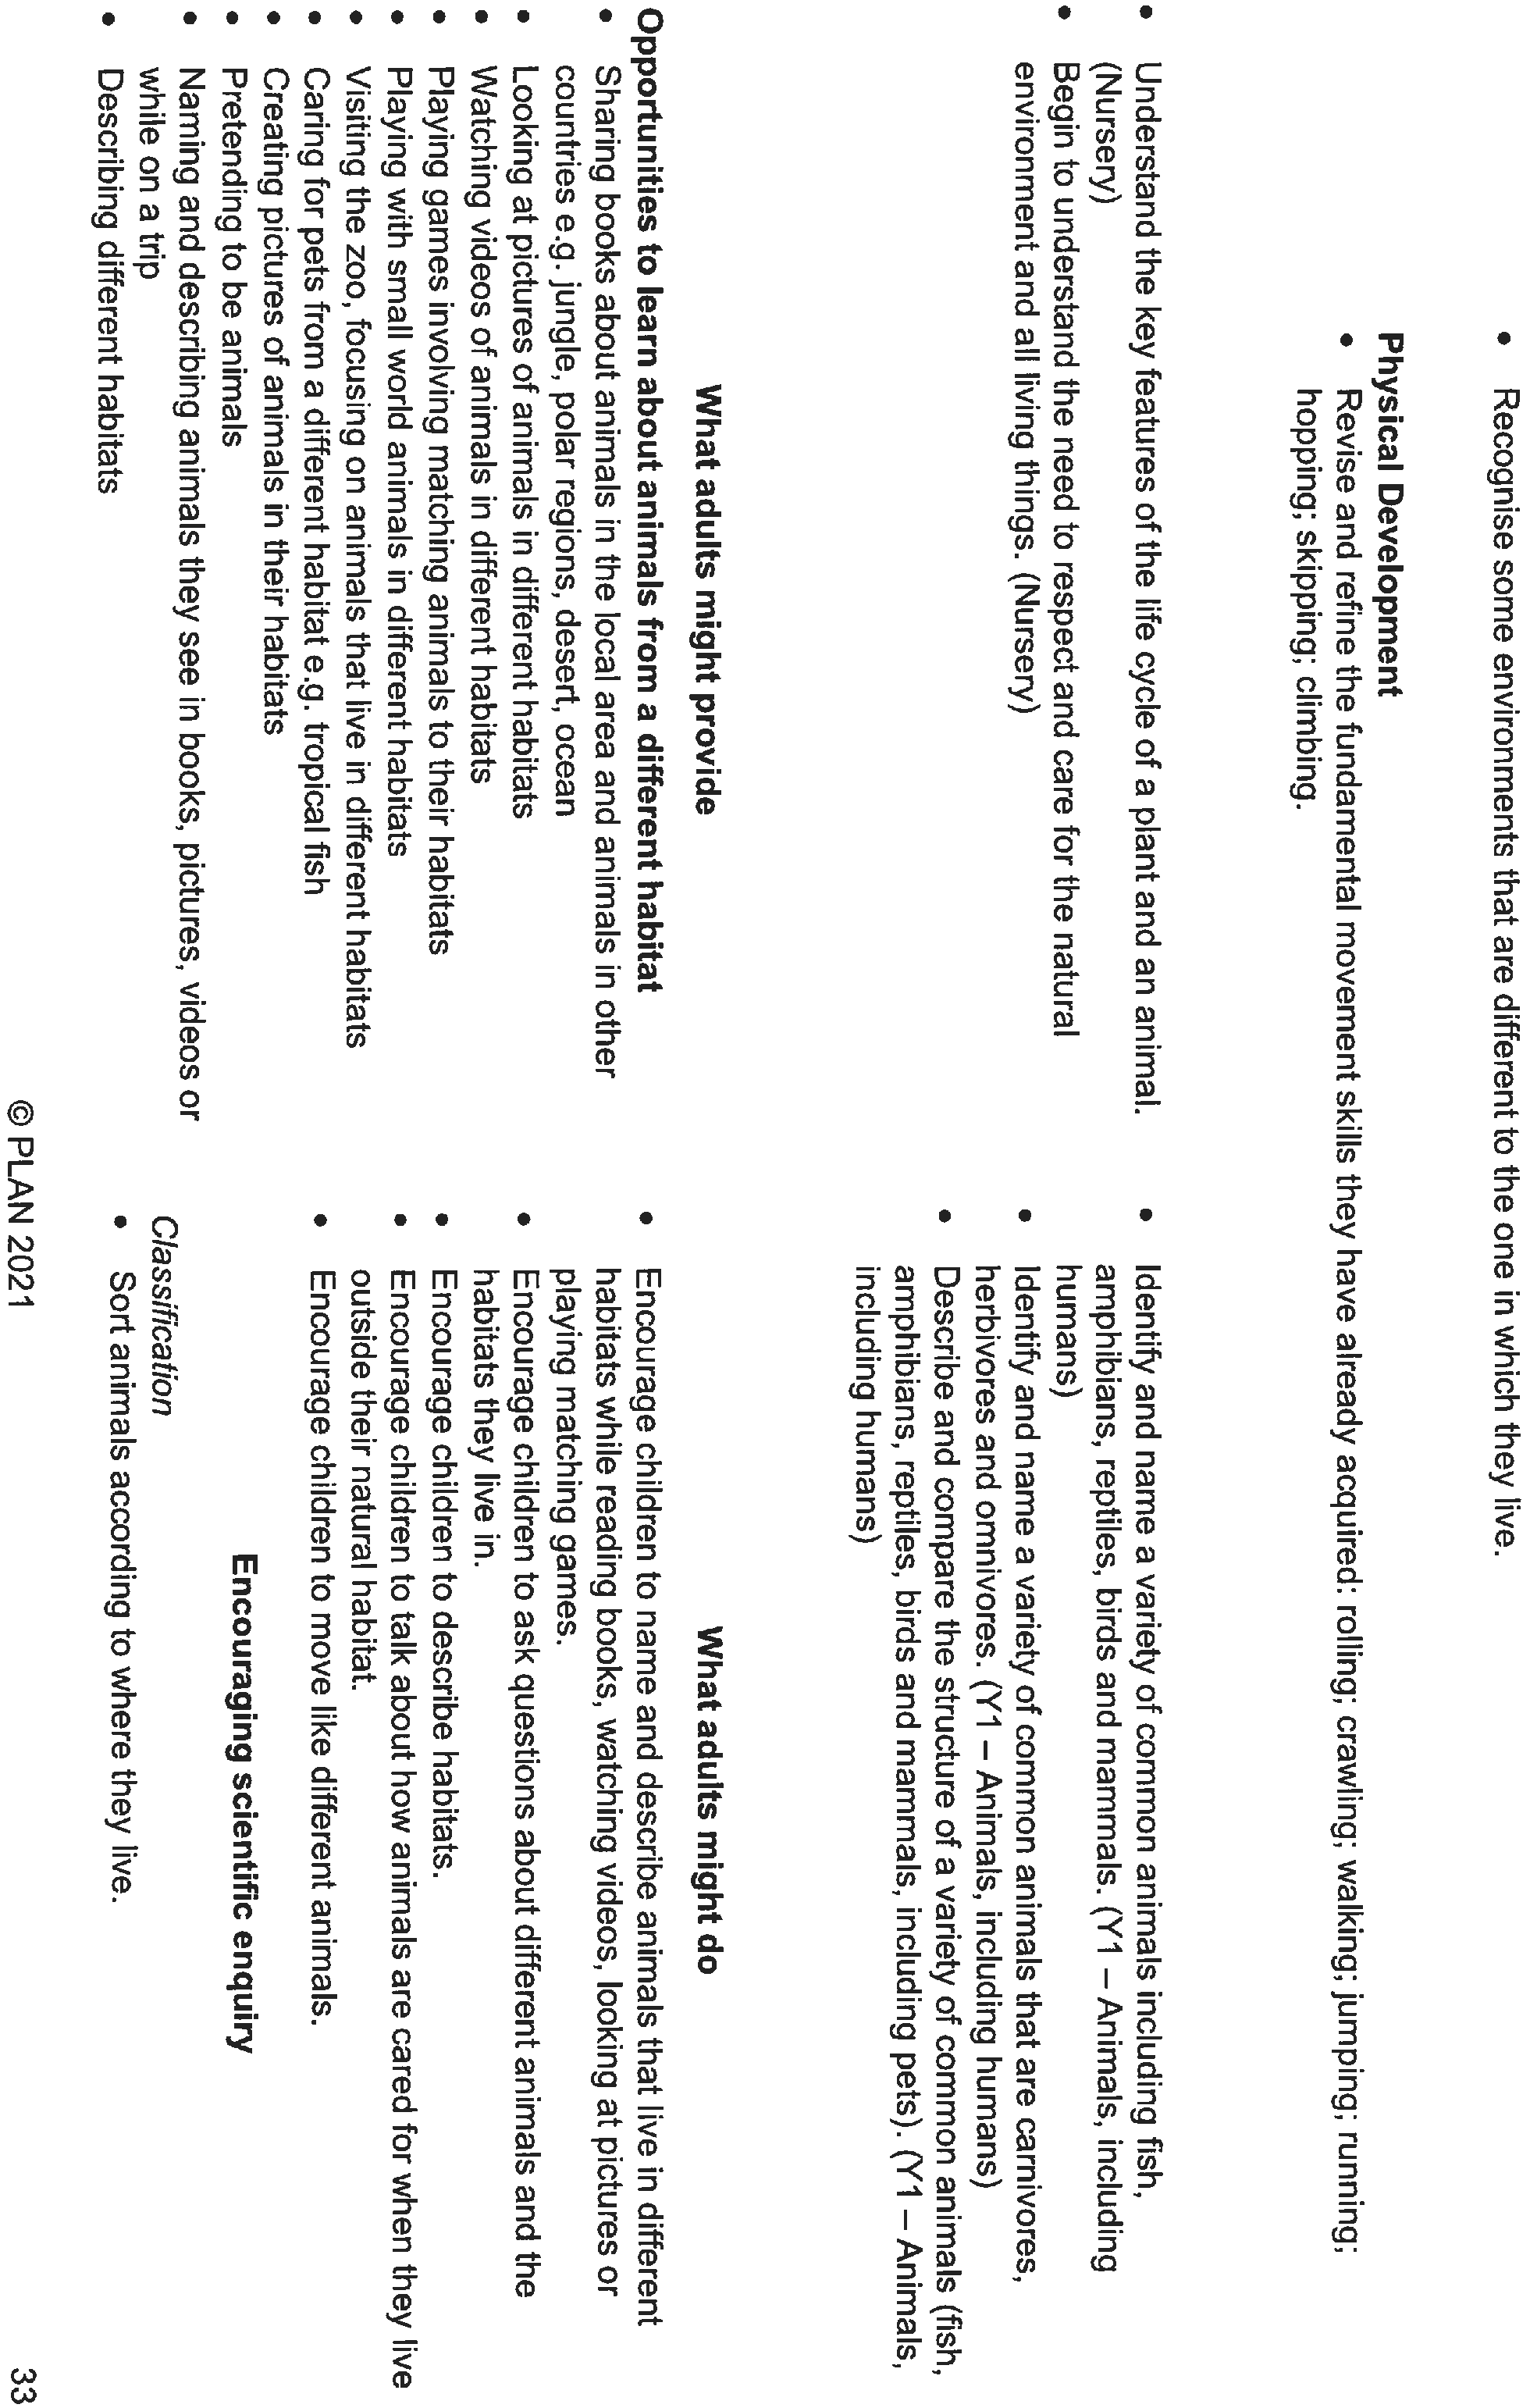 • Recognise some environments that are different to the one in which they live.
Physical Development
• Revise and refine the fundamental movement skills they have already acquired: rolling; crawling; walking; jumping; running;
hopping; skipping; climbing.
• Understand the key features of the life cycle of a plant and an animal.
(Nursery)
• Begin to understand the need to respect and care for the natural
environment and all living things. (Nursery)
• Identify and name a variety of common animals including fish,
amphibians, reptiles, birds and mammals. (Y1 – Animals, including
humans)
• Identify and name a variety of common animals that are carnivores,
herbivores and omnivores. (Y1 – Animals, including humans)
• Describe and compare the structure of a variety of common animals (fish,
amphibians, reptiles, birds and mammals, including pets). (Y1 – Animals,
including humans)
What adults might provide
Opportunities to learn about animals from a different habitat
• Sharing books about animals in the local area and animals in other
countries e.g. jungle, polar regions, desert, ocean
• Looking at pictures of animals in different habitats
• Watching videos of animals in different habitats
• Playing games involving matching animals to their habitats
• Playing with small world animals in different habitats
• Visiting the zoo, focusing on animals that live in different habitats
• Caring for pets from a different habitat e.g. tropical fish
• Creating pictures of animals in their habitats
• Pretending to be animals
• Naming and describing animals they see in books, pictures, videos or
while on a trip
• Describing different habitats
What adults might do
• Encourage children to name and describe animals that live in different
habitats while reading books, watching videos, looking at pictures or
playing matching games.
• Encourage children to ask questions about different animals and the
habitats they live in.
• Encourage children to describe habitats.
• Encourage children to talk about how animals are cared for when they live
outside their natural habitat.
• Encourage children to move like different animals.
Encouraging scientific enquiry
Classification
• Sort animals according to where they live.
© PLAN 2021
33